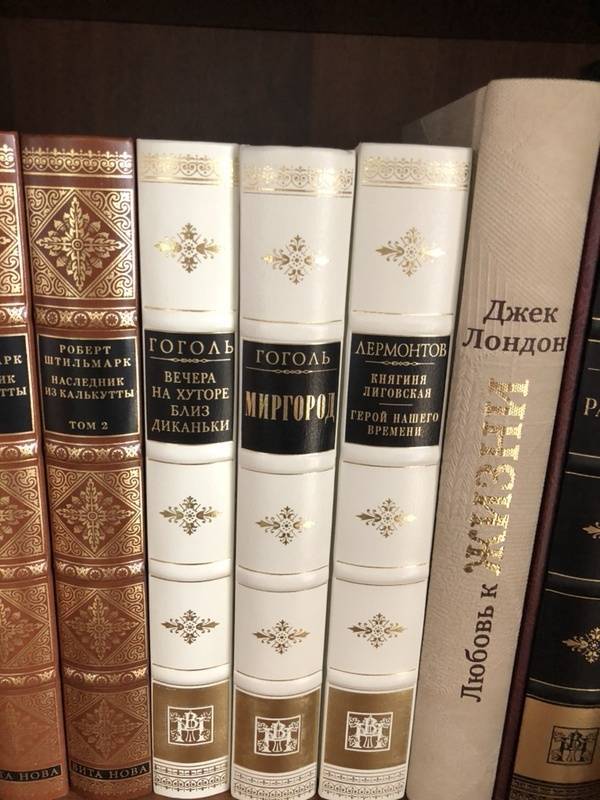 РОБЕРТ
ШТИЛЬМАРК
НАСЛЕДНИК
ИЗ КАЛЬКУТТЫ
ТОМ 2
ВИТА НОВА
ГОГОЛЬ
ВЕЧЕРА
НА ХУТОРЕ
БЛИЗ
ДИКАНЬКИ
ГОГОЛЬ
МИРГОРОД
ЛЕРМОНТОВ
КНЯГИНЯ
ЛИГОВСКАЯ
ГЕРОЙ НАШЕГО
ВРЕМЕНИ
Джек
Лондон
Любовь к ЖИЗНИ